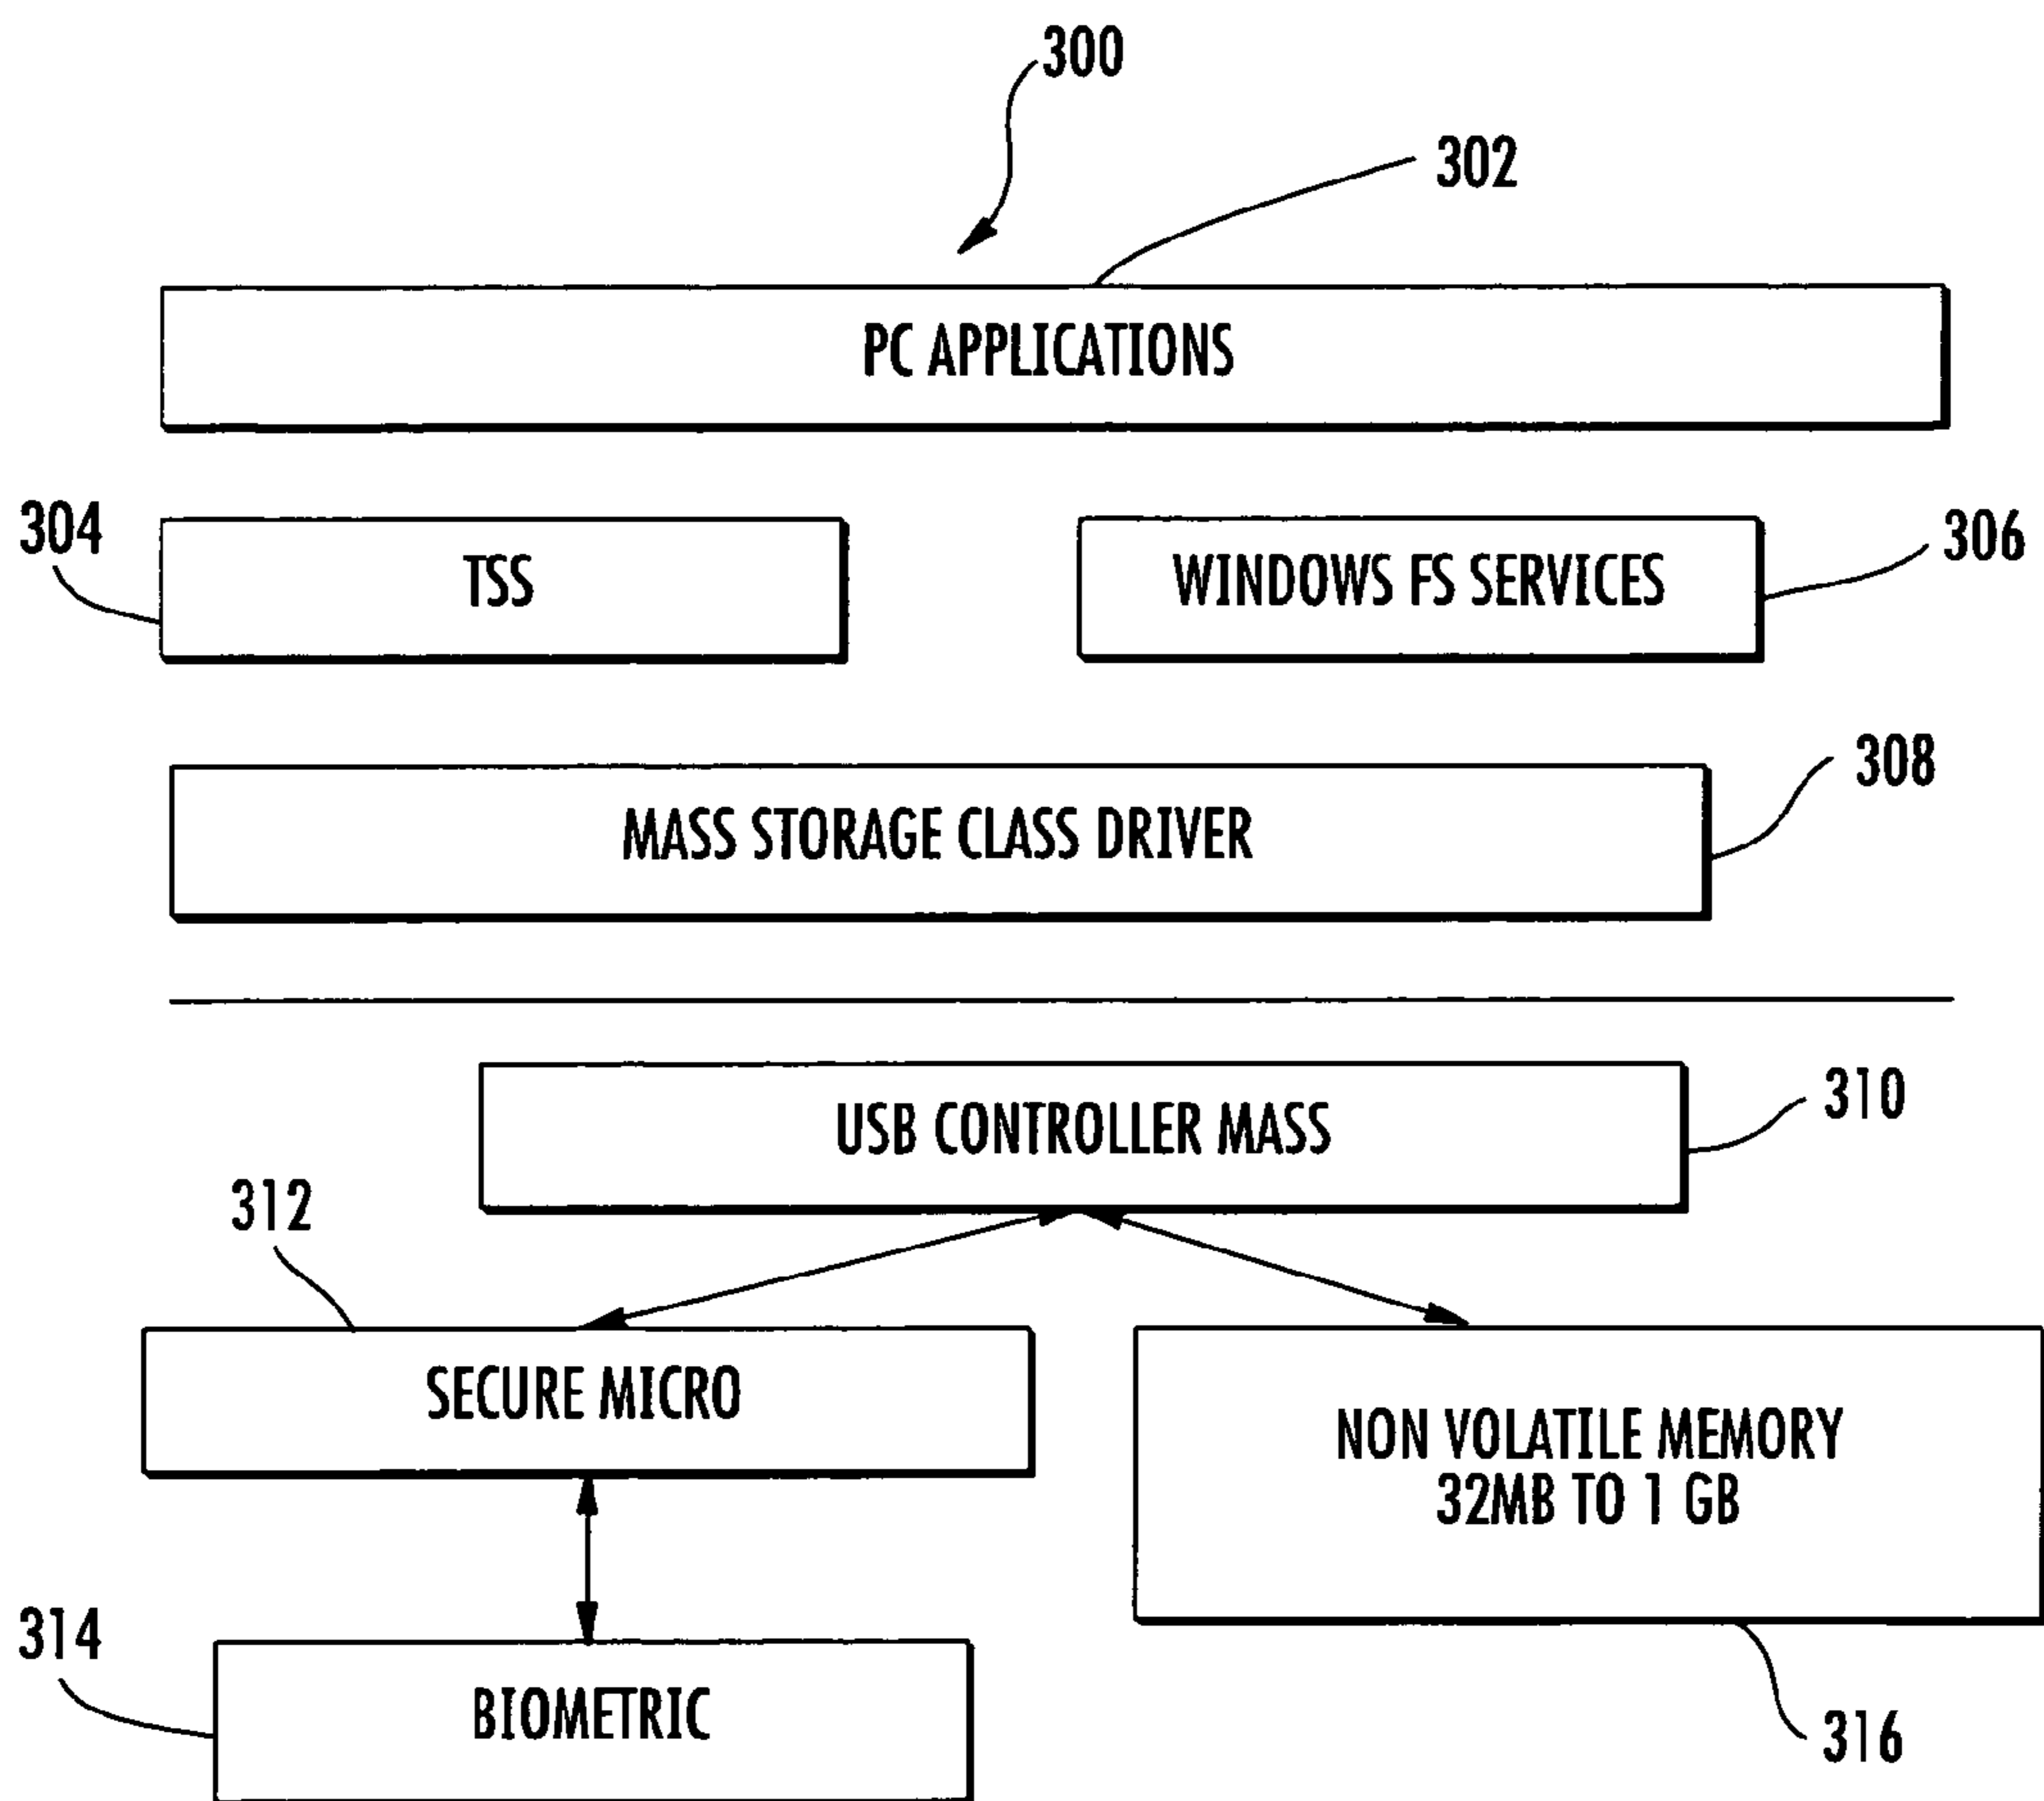 300
302
PC APPLICATIONS
304
TSS
WINDOWS FS SERVICES
306
308
MASS STORAGE CLASS DRIVER
310
USB CONTROLLER MASS
312
SECURE MICRO
NON VOLATILE MEMORY
32MB TO 1 GB
314
BIOMETRIC
316